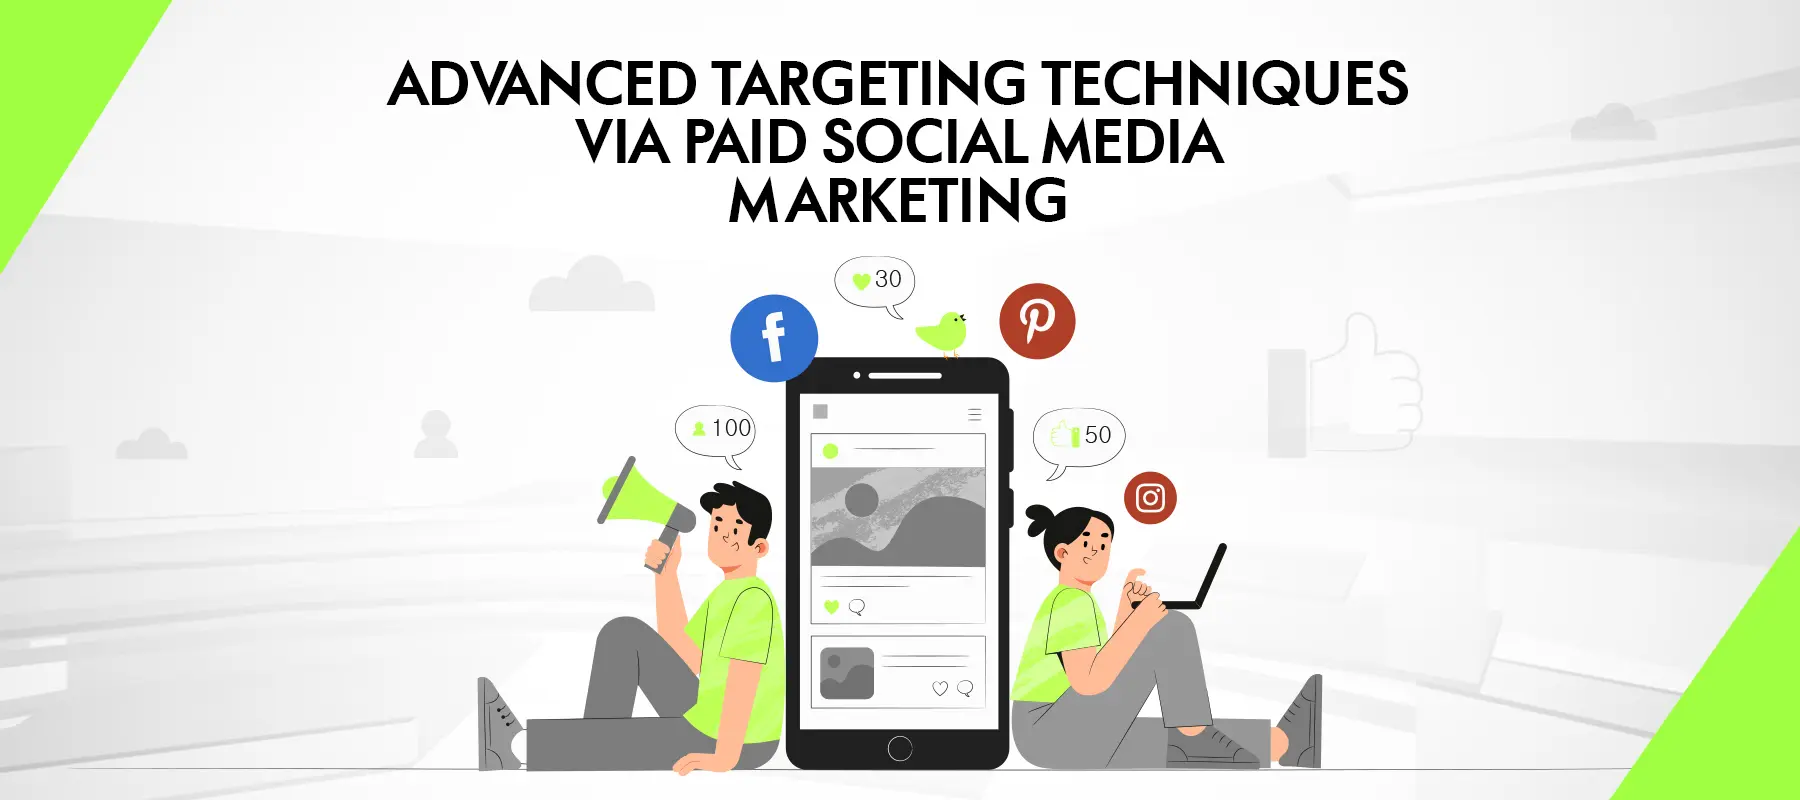 ADVANCED TARGETING TECHNIQUES
VIA PAID SOCIAL MEDIA
MARKETING
30
100
50